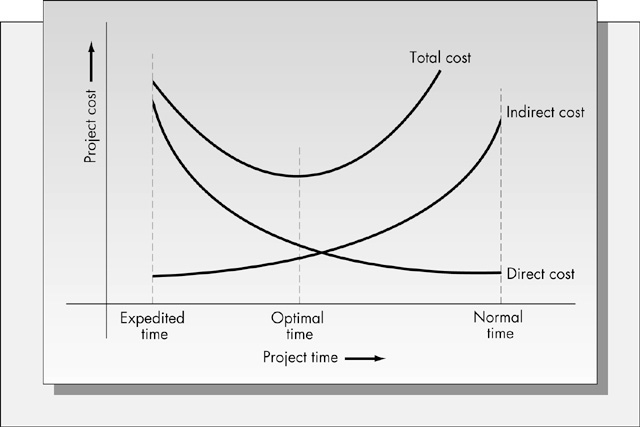 Total cost
Indirect cost
Project cost
Direct cost
Expedited
time
Optimal
time
Normal
time
Project time